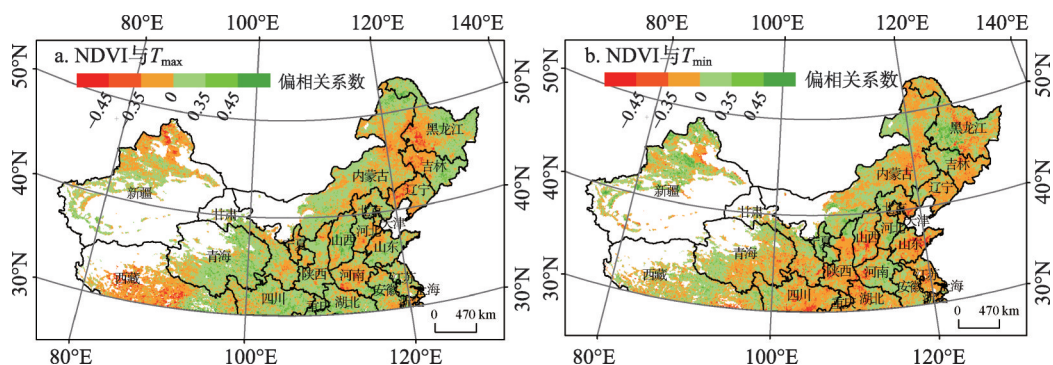 80°E 100°E 120°E 140°E
a. NDVI与Tmax
偏相关系数
−0.45
−0.35
0
0.35
0.45
50°N
40°N
30°N
50°N
40°N
30°N
黑龙江
吉林
辽宁
内蒙古
新疆
甘肃
天津
河北
山西
山东
青海
陕西
河南
西藏
江苏
安徽
四川
湖北
0 470 km
80°E 100°E 120°E
80°E 100°E 120°E 140°E
b. NDVI与Tmin
偏相关系数
−0.45
−0.35
0
0.35
0.45
50°N
40°N
30°N
50°N
40°N
30°N
黑龙江
吉林
辽宁
内蒙古
新疆
甘肃
天津
河北
山西
山东
青海
陕西
河南
西藏
江苏
安徽
四川
湖北
0 470 km
80°E 100°E 120°E